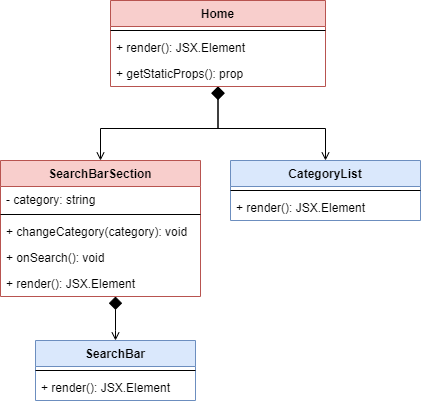 Home
+ render(): JSX.Element
+ getStaticProps(): prop
SearchBarSection
- category: string
+ changeCategory(category): void
+ onSearch(): void
+ render(): JSX.Element
CategoryList
+ render(): JSX.Element
SearchBar
+ render(): JSX.Element